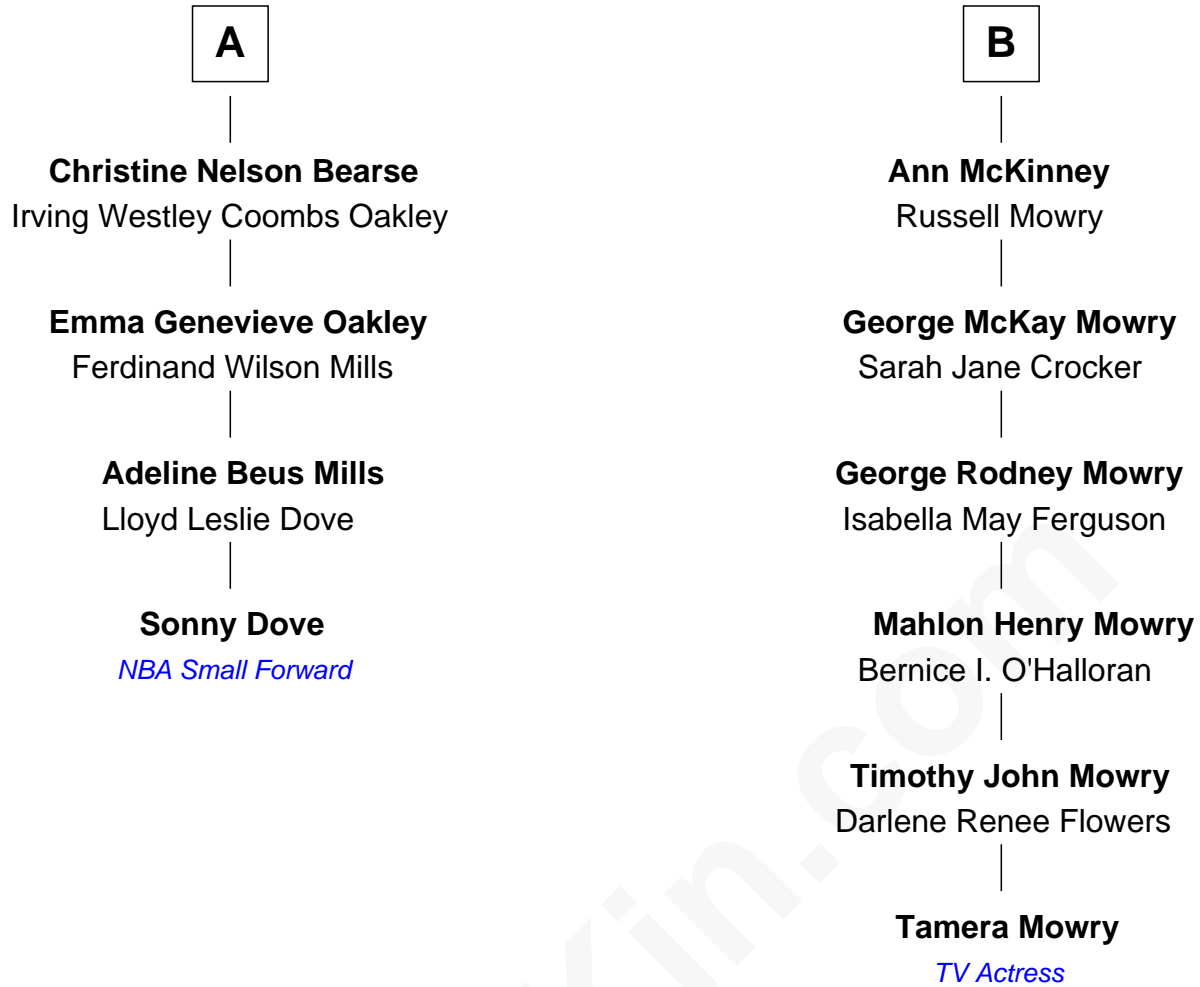 A
Christine Nelson Bearse
Irving Westley Coombs Oakley
Emma Genevieve Oakley
Ferdinand Wilson Mills
Adeline Beus Mills
Lloyd Leslie Dove
Sonny Dove
NBA Small Forward
B
Ann McKinney
Russell Mowry
George McKay Mowry
Sarah Jane Crocker
George Rodney Mowry
Isabella May Ferguson
Mahlon Henry Mowry
Bernice I. O'Halloran
Timothy John Mowry
Darlene Renee Flowers
Tamera Mowry
TV Actress
Kin.com